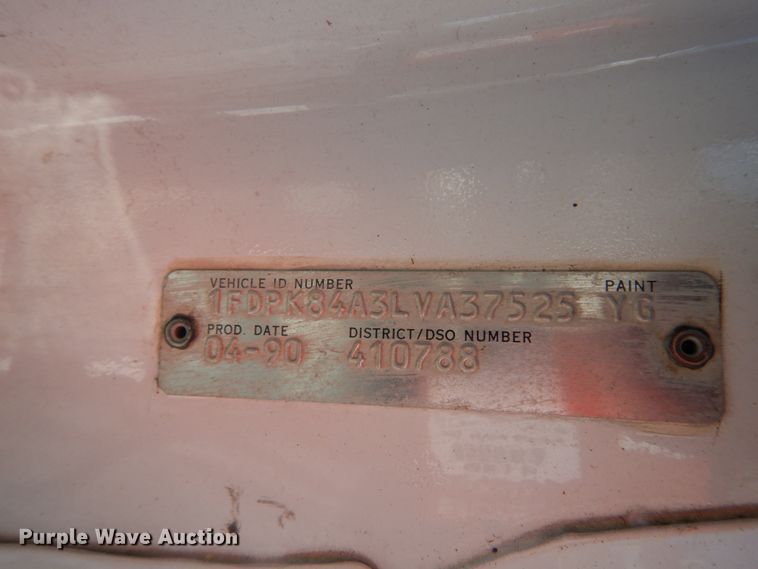 VEHICLE ID NUMBER PAINT
1FDPK84A3LVA37525 YG
PROD. DATE DISTRICT/DSO NUMBER
04-90 410788
Purple Wave Auction